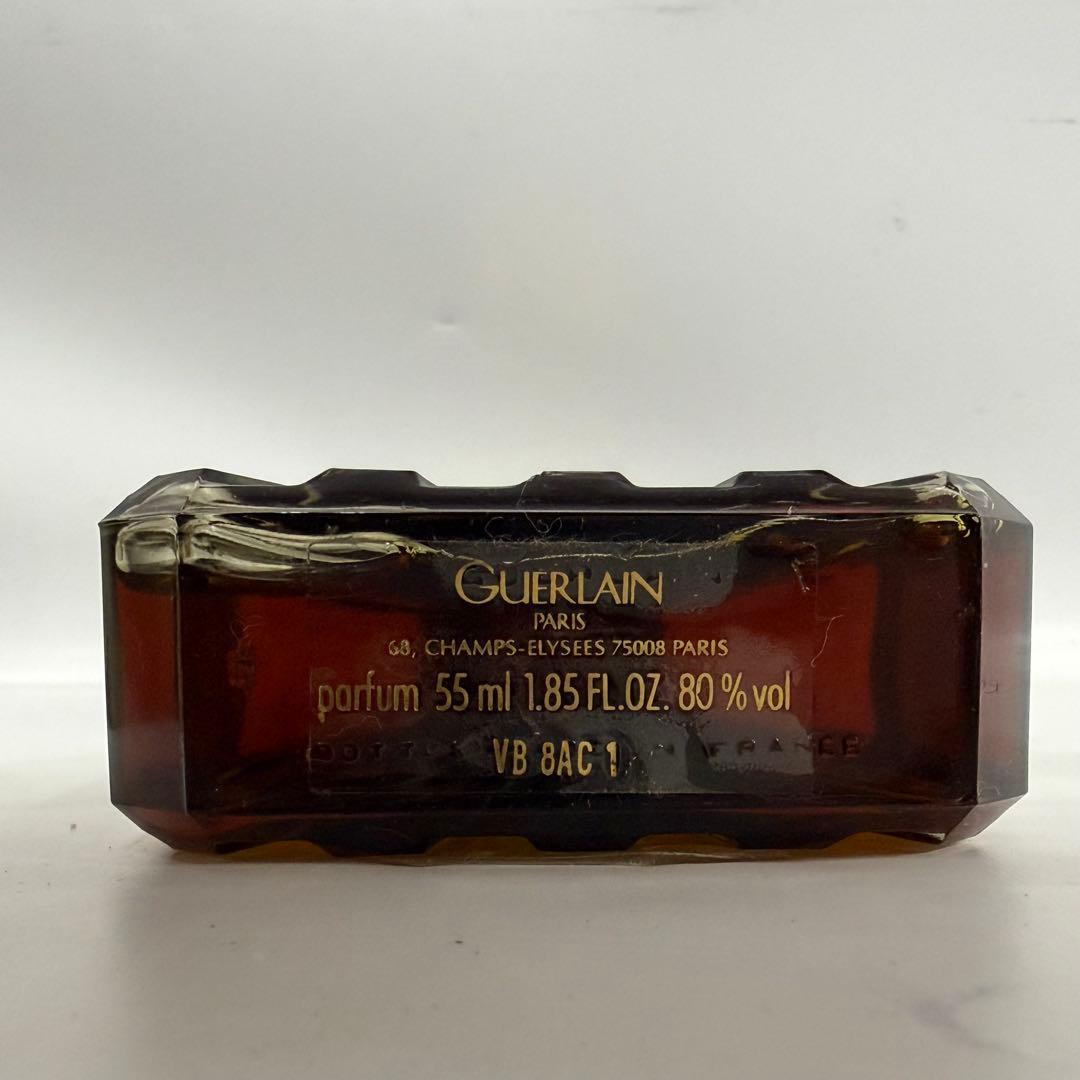 GUERLAIN
PARIS
68, CHAMPS-ELYSEES 75008 PARIS
parfum 55 ml 1.85 FL.OZ. 80 % vol
VB 8AC 1
FRANCE